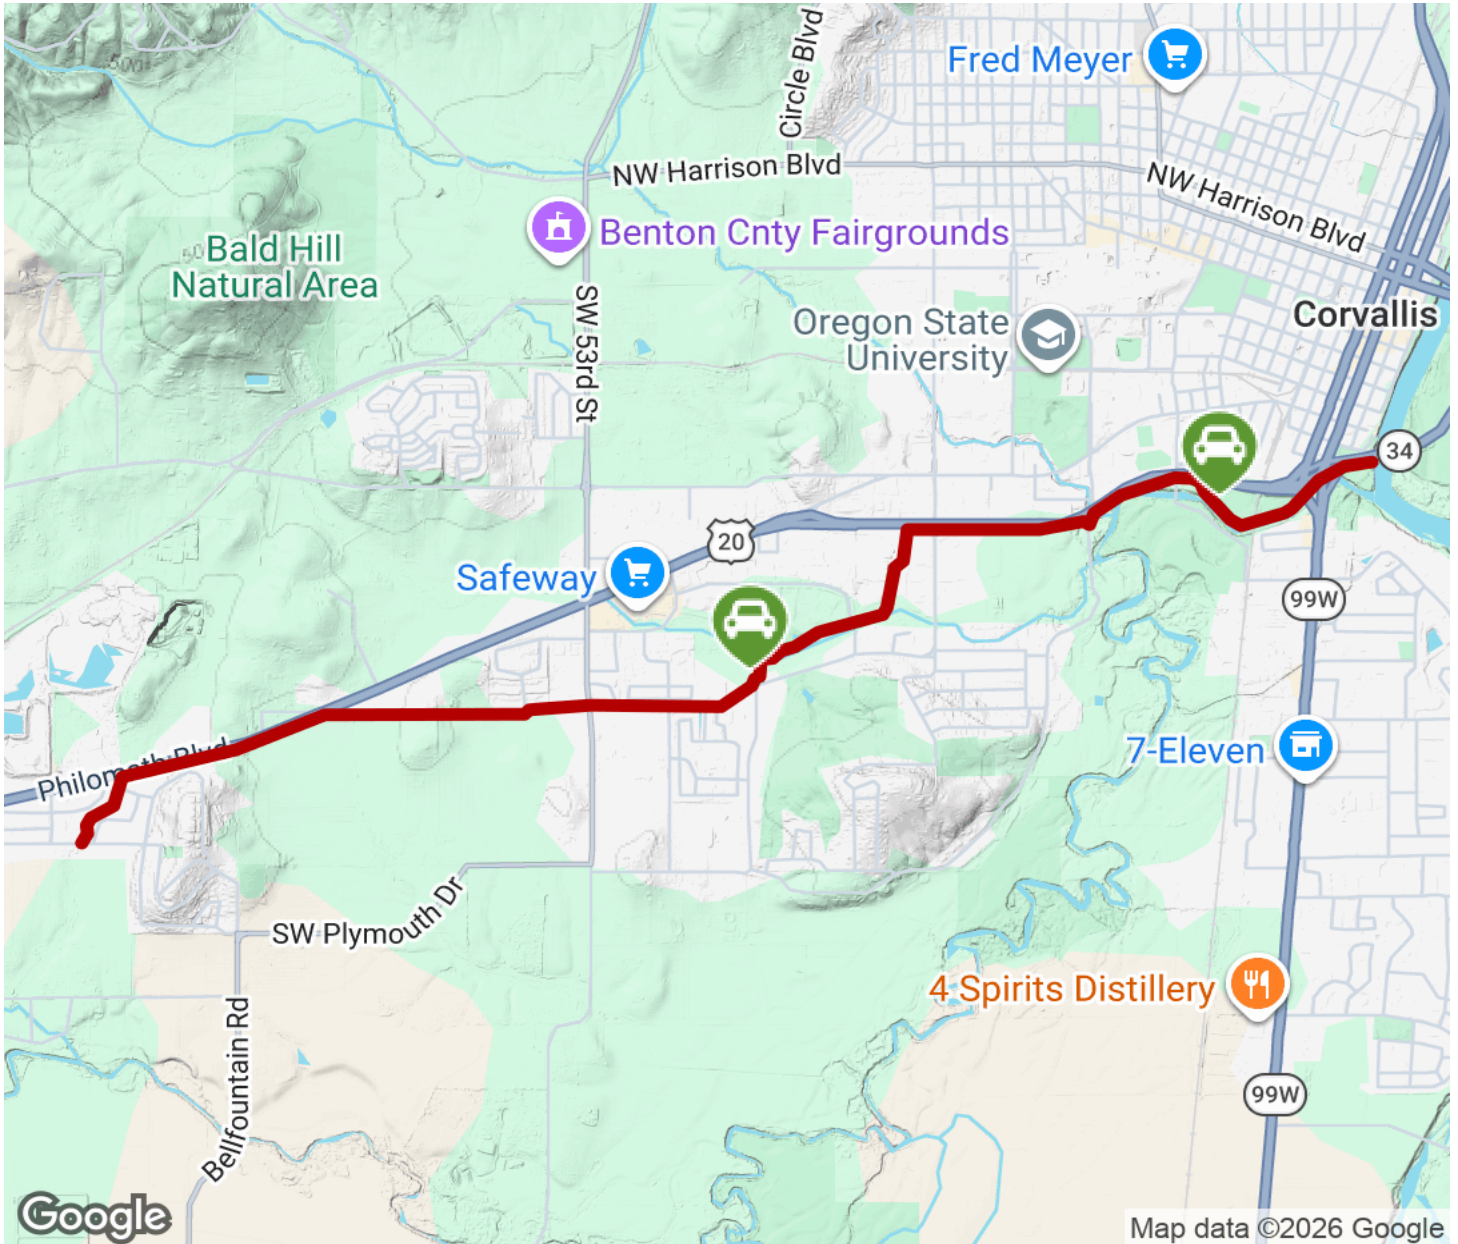 Fred Meyer
Circle Blvd
NW Harrison Blvd
NW Harrison Blvd
Benton Cnty Fairgrounds
Bald Hill
Natural Area
SW 53rd St
Oregon State
University
Corvallis
34
20
Safeway
99W
Philomath Blvd
7-Eleven
SW Plymouth Dr
4 Spirits Distillery
Bellfountain Rd
99W
Google
Map data ©2026 Google